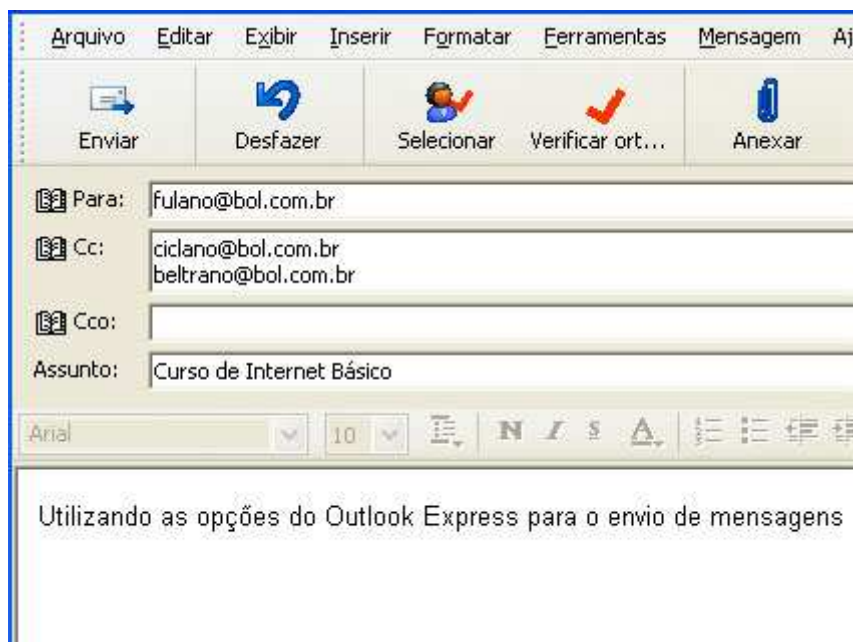 Arquivo Editar Exibir Inserir Formatar Ferramentas Mensagem Aj
Enviar Desfazer Selecionar Verificar ort... Anexar
Para: fulano@bol.com.br
Cc: ciclano@bol.com.br
beltrano@bol.com.br
Cco:
Assunto: Curso de Internet Básico
Arial 10 N I S A
Utilizando as opções do Outlook Express para o envio de mensagens